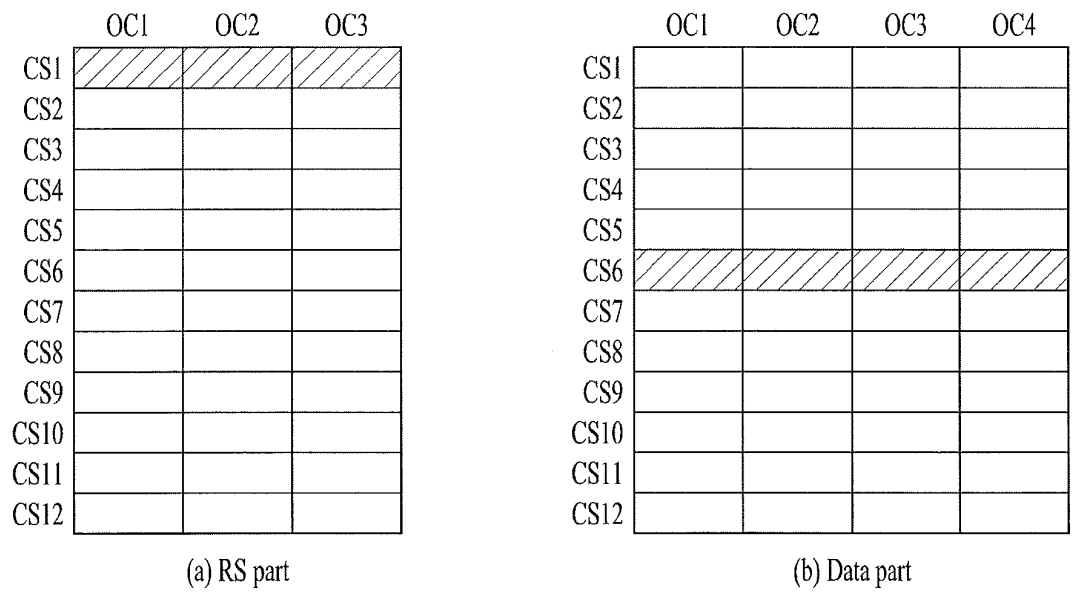 OC1 OC2 OC3
CS1
CS2
CS3
CS4
CS5
CS6
CS7
CS8
CS9
CS10
CS11
CS12
(a) RS part
OC1 OC2 OC3 OC4
CS1
CS2
CS3
CS4
CS5
CS6
CS7
CS8
CS9
CS10
CS11
CS12
(b) Data part